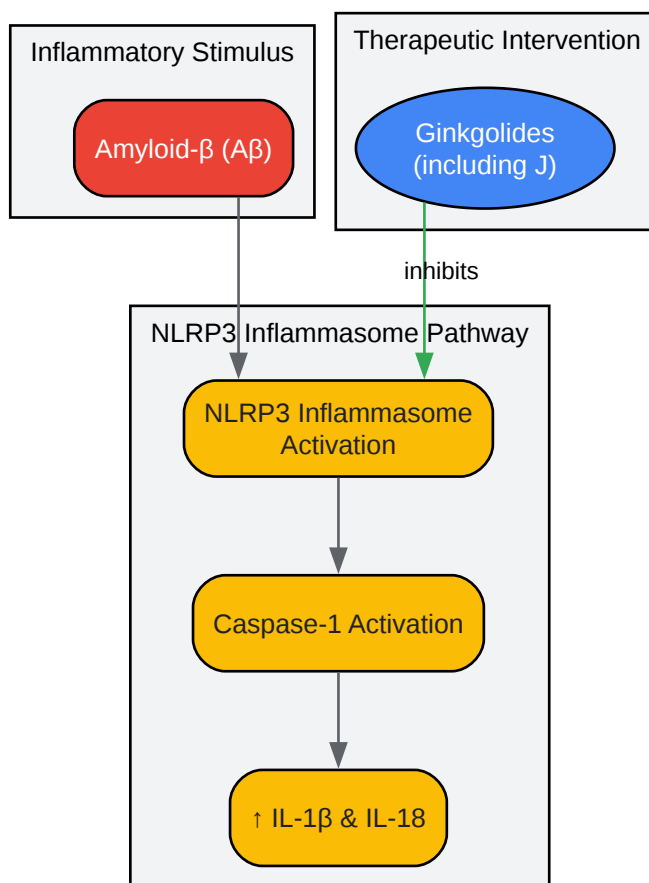 Inflammatory Stimulus
Amyloid-β (Aβ)
Therapeutic Intervention
Ginkgolides
(including J)
inhibits
NLRP3 Inflammasome Pathway
NLRP3 Inflammasome
Activation
Caspase-1 Activation
↑ IL-1β & IL-18